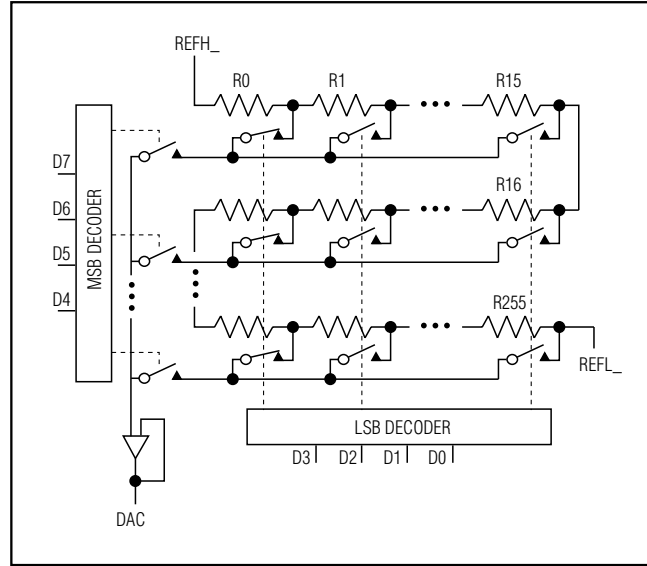 REFH_
R0 R1 R15
D7
D6
D5
D4
MSB DECODER
R16
R255
REFL_
LSB DECODER
D3 D2 D1 D0
DAC